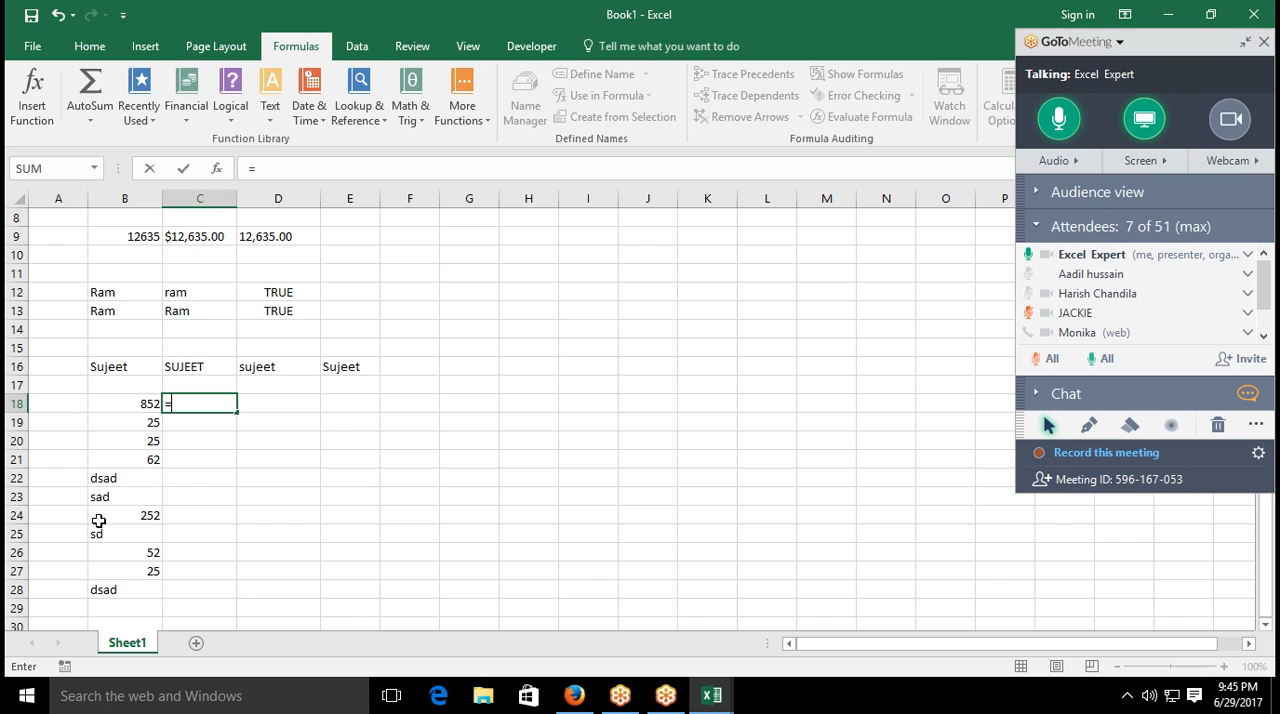 Book1 - Excel
Sign in
File Home Insert Page Layout Formulas Data Review View Developer Tell me what you want to do
Insert Function
AutoSum
Recently Used
Financial
Logical
Text
Date & Time
Lookup & Reference
Math & Trig
More Functions
Function Library
Name Manager
Define Name
Use in Formula
Create from Selection
Defined Names
Trace Precedents
Trace Dependents
Remove Arrows
Show Formulas
Error Checking
Evaluate Formula
Formula Auditing
Watch Window
Calcula
Optio
SUM fx =
A B C D E F G H I J K L M N O P
8
9 12635 $12,635.00 12,635.00
10
11
12 Ram ram TRUE
13 Ram Ram TRUE
14
15
16 Sujeet SUJEET sujeet Sujeet
17
18 852 =
19 25
20 25
21 62
22 dsad
23 sad
24 252
25 sd
26 52
27 25
28 dsad
29
30
Sheet1
Enter
100%
GoToMeeting
Talking: Excel Expert
Audio Screen Webcam
Audience view
Attendees: 7 of 51 (max)
Excel Expert (me, presenter, orga...
Aadil hussain
Harish Chandila
JACKIE
Monika (web)
All All Invite
Chat
Record this meeting
Meeting ID: 596-167-053
Search the web and Windows
9:45 PM
6/29/2017